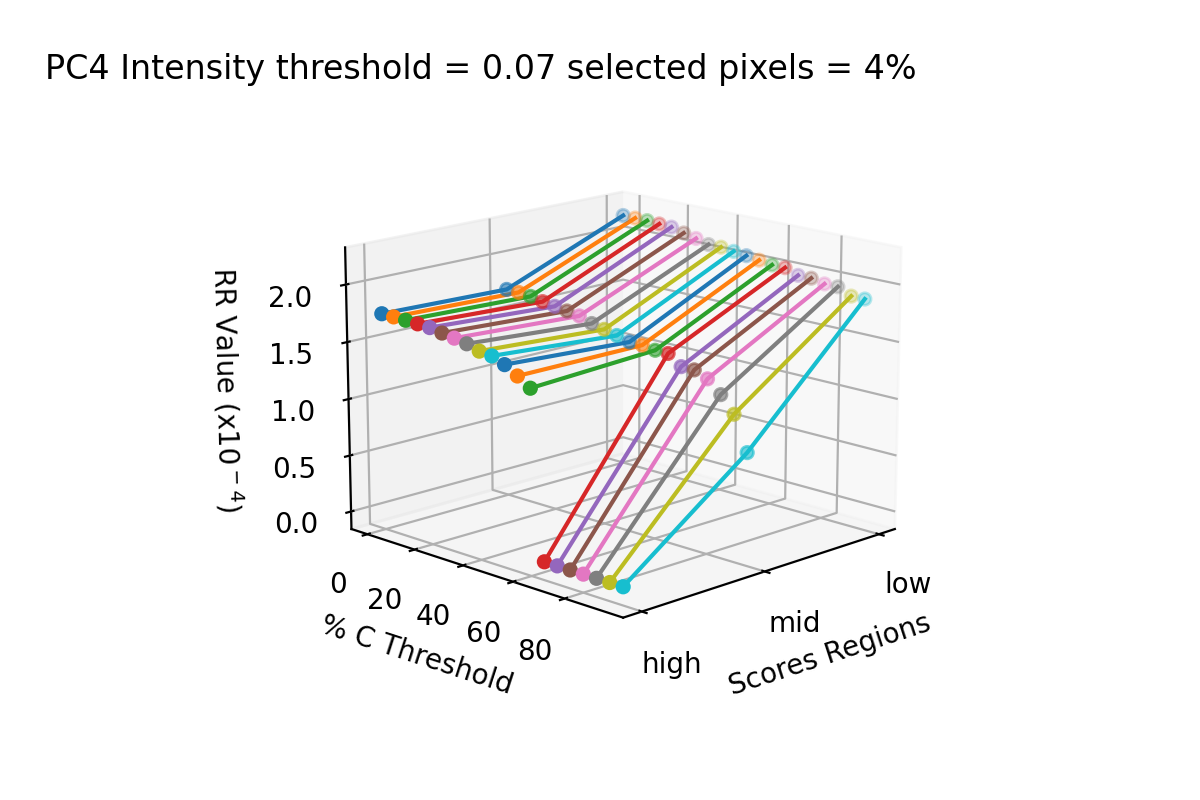 PC4 Intensity threshold = 0.07 selected pixels = 4%
RR Value (x10⁻⁴)
2.0
1.5
1.0
0.5
0.0
0
20
40
60
80
% C Threshold
high
mid
low
Scores Regions